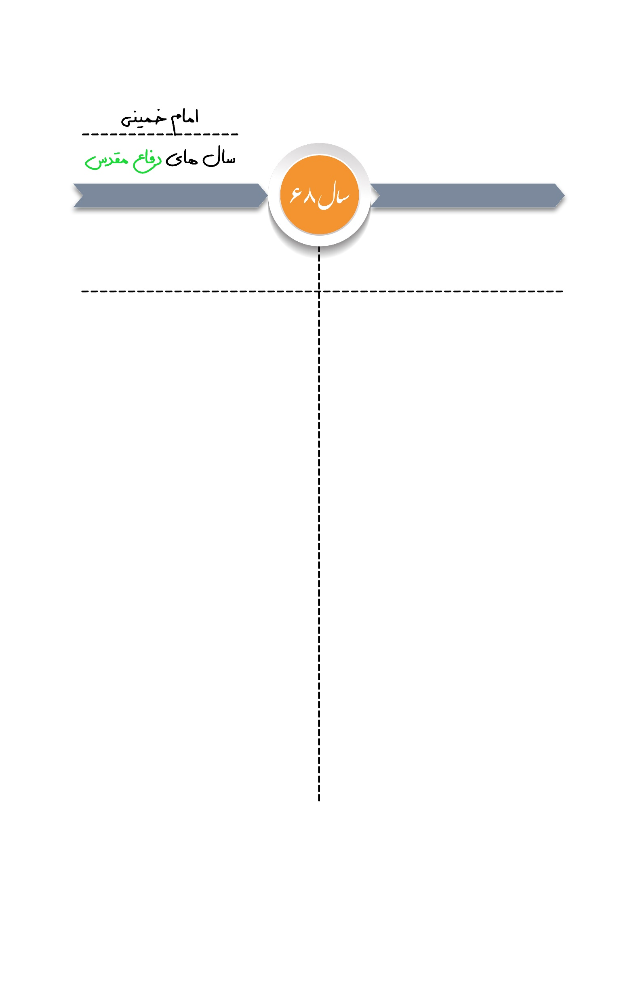 امام خمینی
سال های دفاع مقدس
سال ۶۸